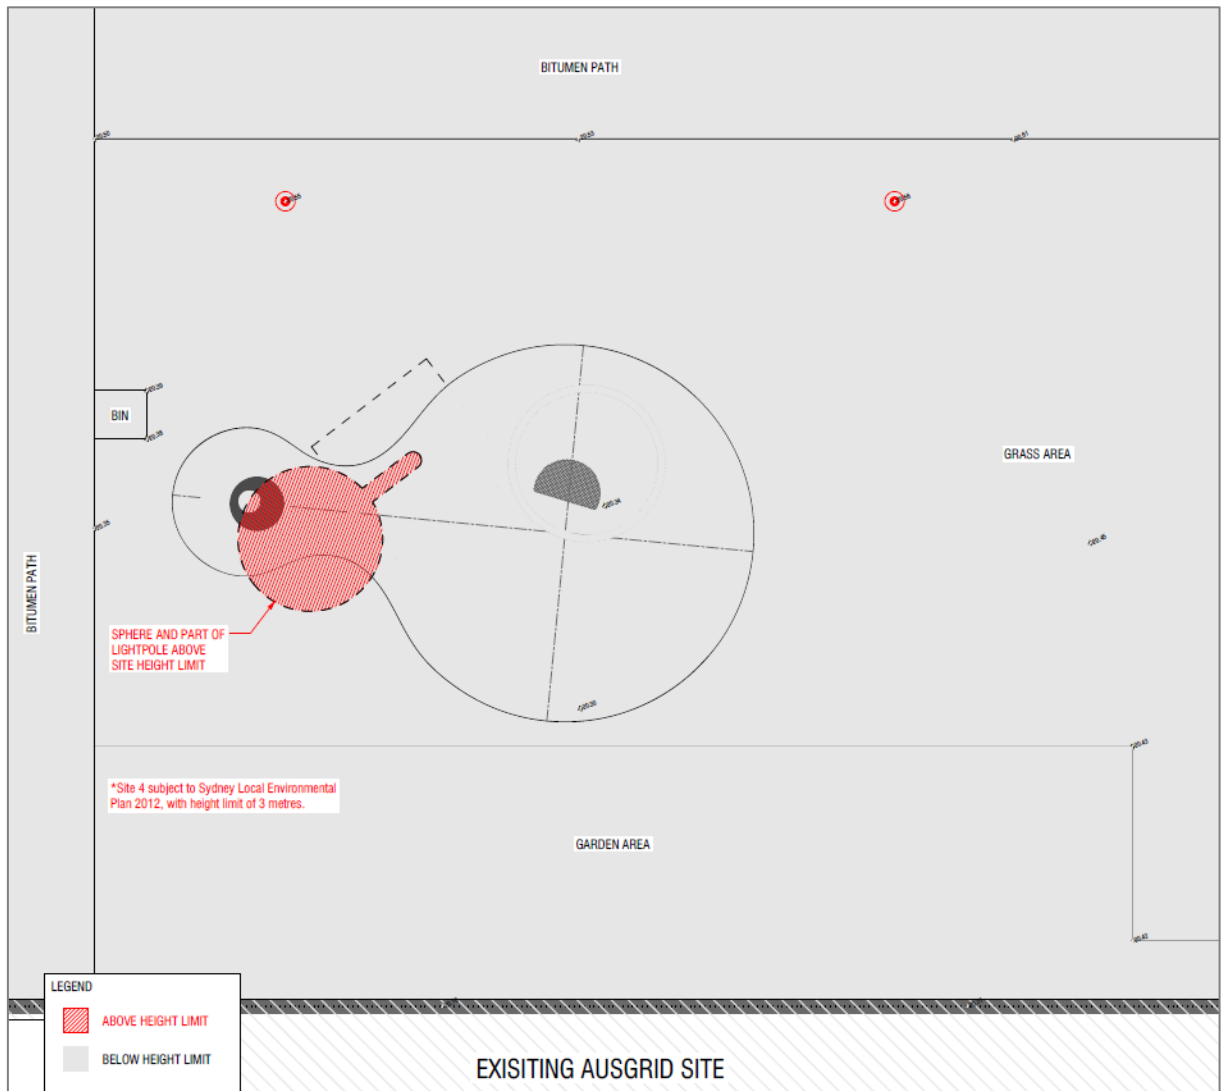 BITUMEN PATH
BIN
GRASS AREA
BITUMEN PATH
SPHERE AND PART OF
LIGHTPOLE ABOVE
SITE HEIGHT LIMIT
*Site 4 subject to Sydney Local Environmental
Plan 2012, with height limit of 3 metres.
GARDEN AREA
LEGEND
ABOVE HEIGHT LIMIT
BELOW HEIGHT LIMIT
EXISITING AUSGRID SITE